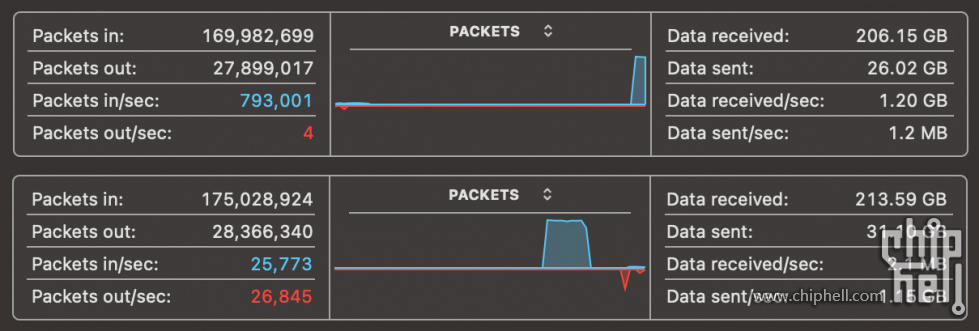 Packets in: 169,982,699 PACKETS Data received: 206.15 GB
Packets out: 27,899,017 Data sent: 26.02 GB
Packets in/sec: 793,001 Data received/sec: 1.20 GB
Packets out/sec: 4 Data sent/sec: 1.2 MB
Packets in: 175,028,924 PACKETS Data received: 213.59 GB
Packets out: 28,366,340 Data sent: 31.10 GB
Packets in/sec: 25,773 Data received/sec: 2.1 MB
Packets out/sec: 26,845 Data sent/sec: 1.15 GB
chip hell
www.chiphell.com